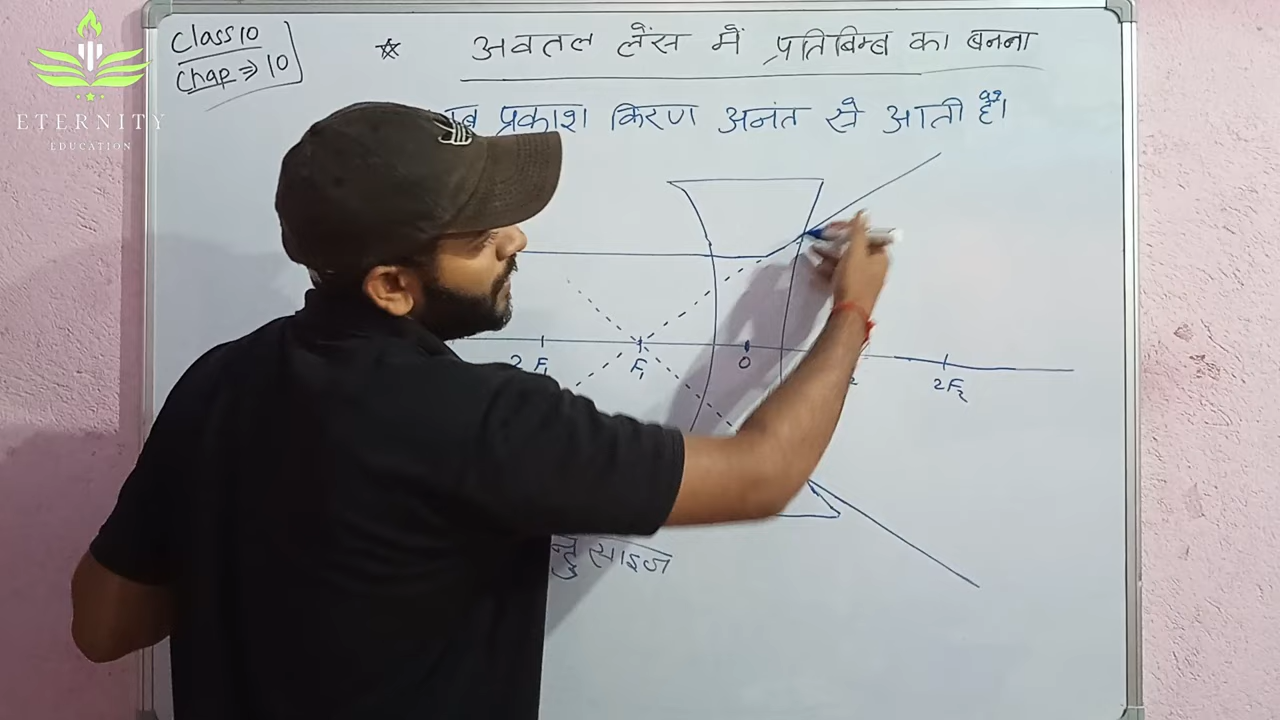 Class 10
Chap ⇒ 10
☆ अवतल लेंस में प्रतिबिम्ब का बनना
प्रकाश किरण अनंत से आती है।
ETERNITY
EDUCATION
2F₁
F₁
O
2F₂
साइज